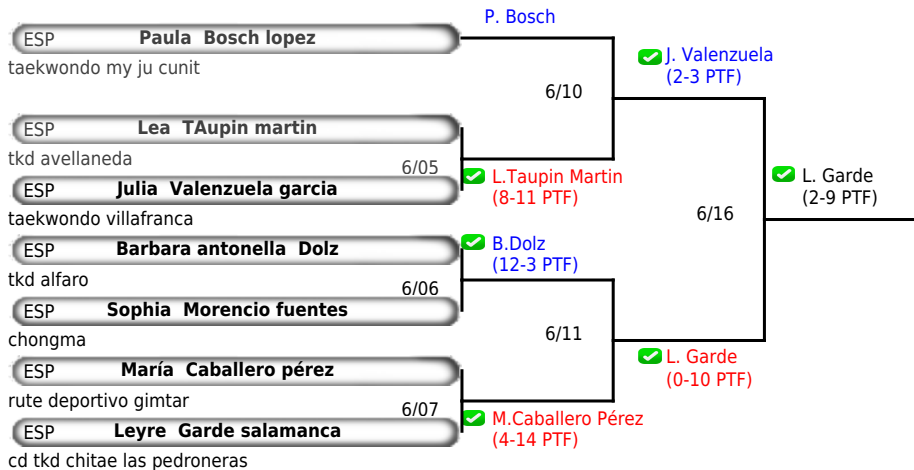 P. Bosch
ESP Paula Bosch lopez
taekwondo my ju cunit
J. Valenzuela
(2-3 PTF)
6/10
ESP Lea TAupin martin
tkd avellaneda
6/05
L.Taupin Martin
(8-11 PTF)
ESP Julia Valenzuela garcia
taekwondo villafranca
L. Garde
(2-9 PTF)
6/16
ESP Barbara antonella Dolz
tkd alfaro
B.Dolz
(12-3 PTF)
6/06
ESP Sophia Morencio fuentes
chongma
6/11
L. Garde
(0-10 PTF)
ESP María Caballero pérez
rute deportivo gimtar
6/07
M.Caballero Pérez
(4-14 PTF)
ESP Leyre Garde salamanca
cd tkd chitae las pedroneras